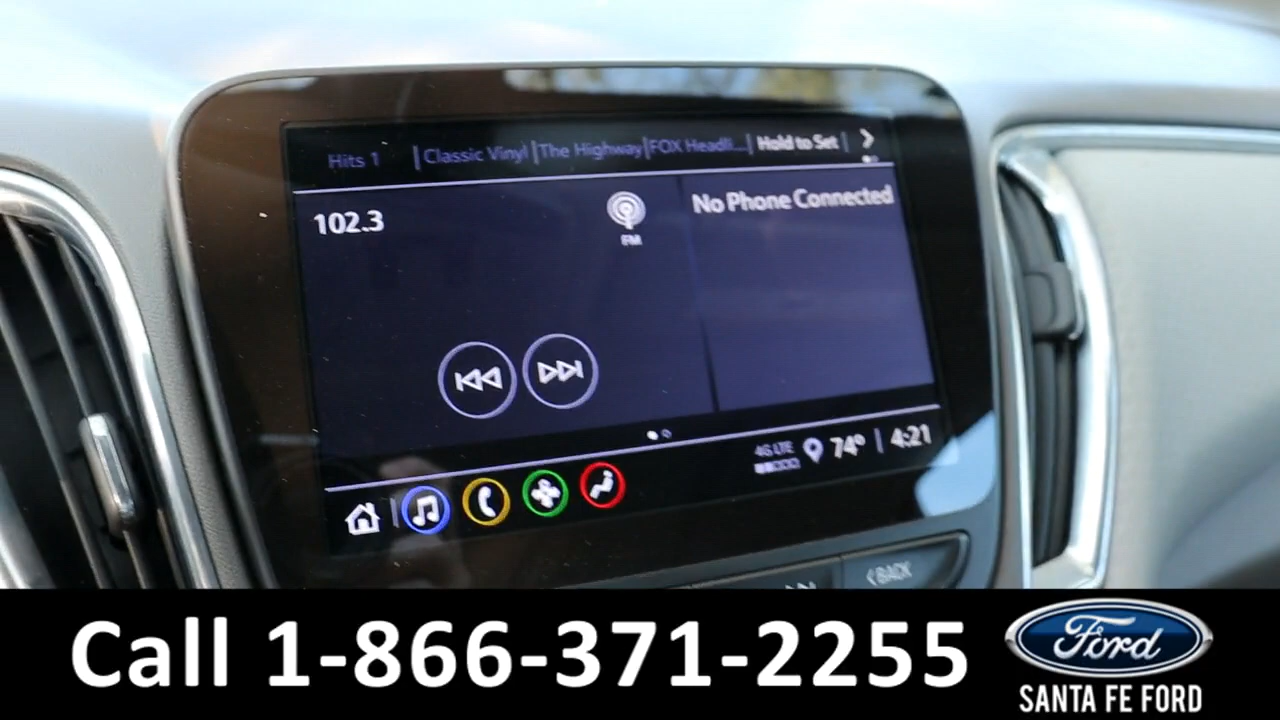 Hits 1 | Classic Vinyl | The Highway | FOX Headli... | Hold to Set |
102.3
FM
No Phone Connected
4G LTE
74° | 4:21
BACK
Call 1-866-371-2255
Ford
SANTA FE FORD